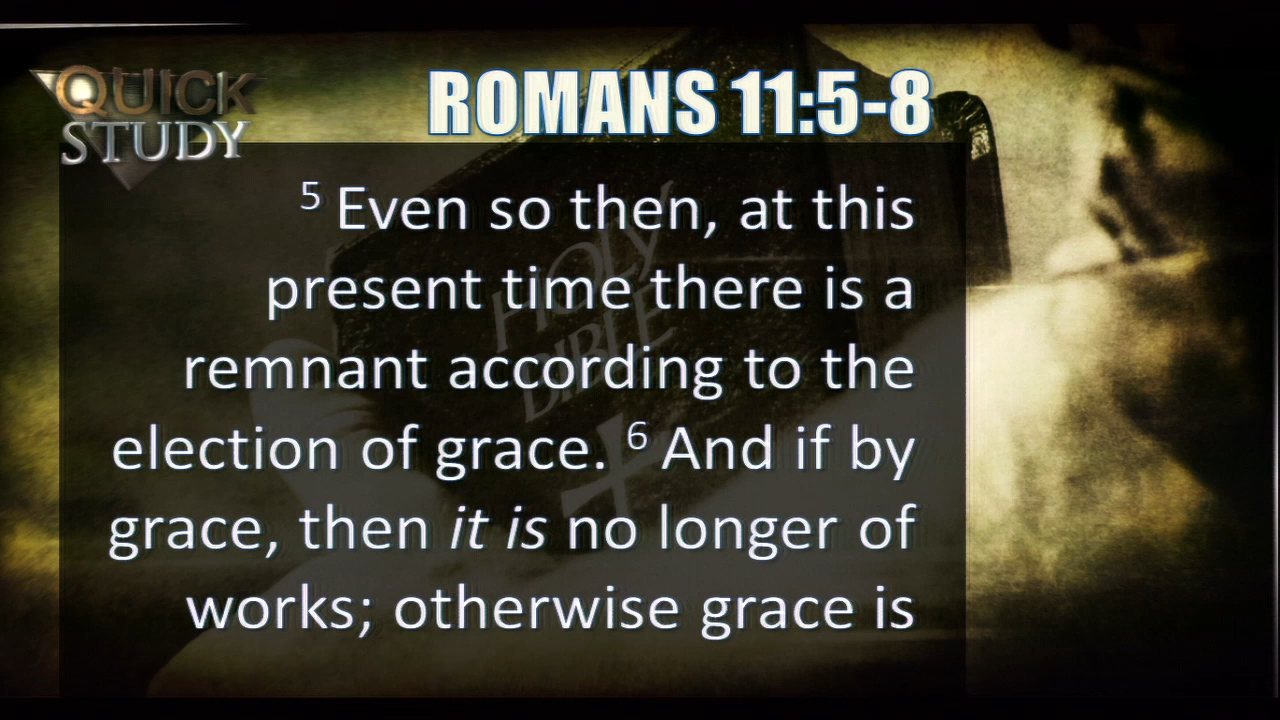 QUICK
STUDY
ROMANS 11:5-8
5 Even so then, at this
present time there is a
remnant according to the
election of grace. 6 And if by
grace, then it is no longer of
works; otherwise grace is
HOLY
BIBLE